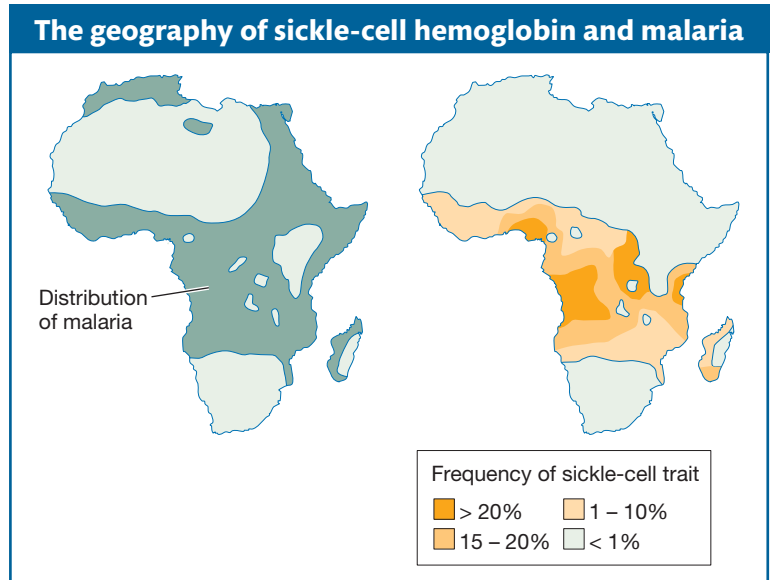 The geography of sickle-cell hemoglobin and malaria
Distribution
of malaria
Frequency of sickle-cell trait
> 20% 1 – 10%
15 – 20% < 1%